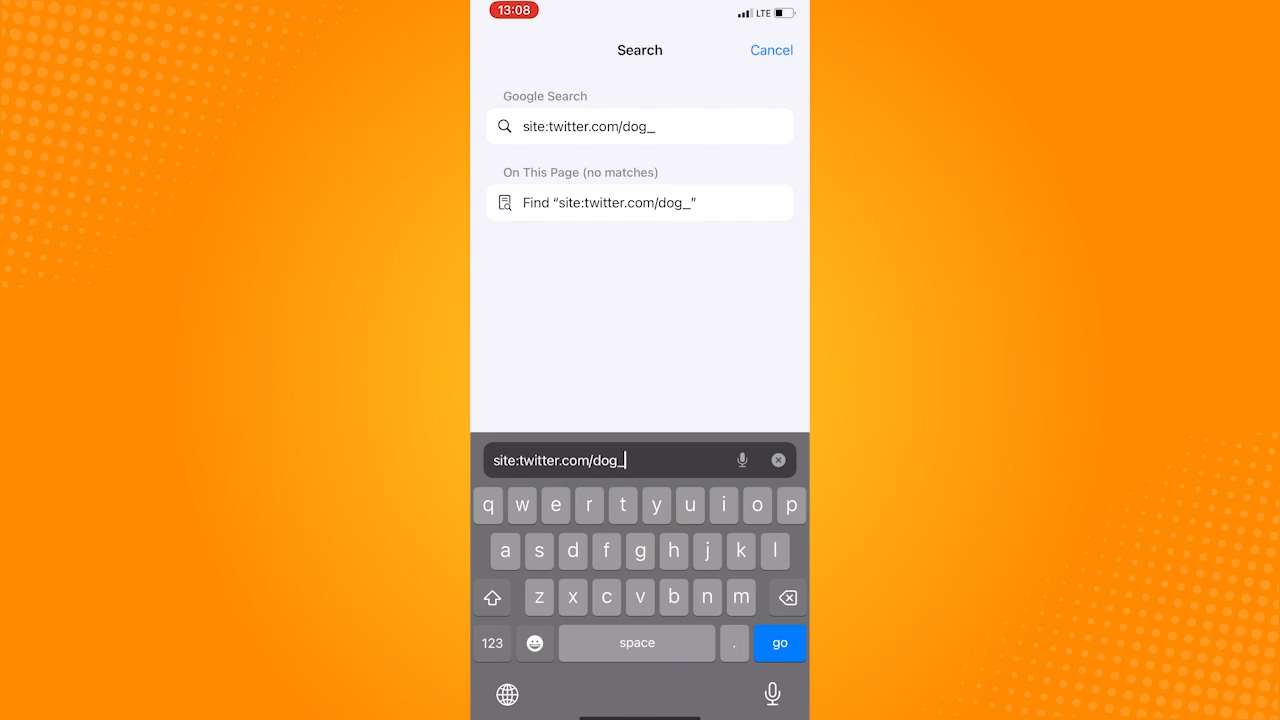 13:08
LTE
Search
Cancel
Google Search
site:twitter.com/dog_
On This Page (no matches)
Find “site:twitter.com/dog_”
site:twitter.com/dog_
q w e r t y u i o p
a s d f g h j k l
z x c v b n m
123
space
.
go